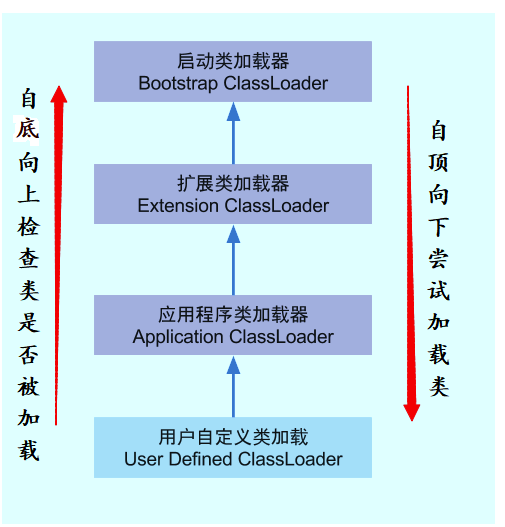 启动类加载器
Bootstrap ClassLoader
扩展类加载器
Extension ClassLoader
应用程序类加载器
Application ClassLoader
用户自定义类加载
User Defined ClassLoader
自底向上检查类是否被加载
自顶向下尝试加载类